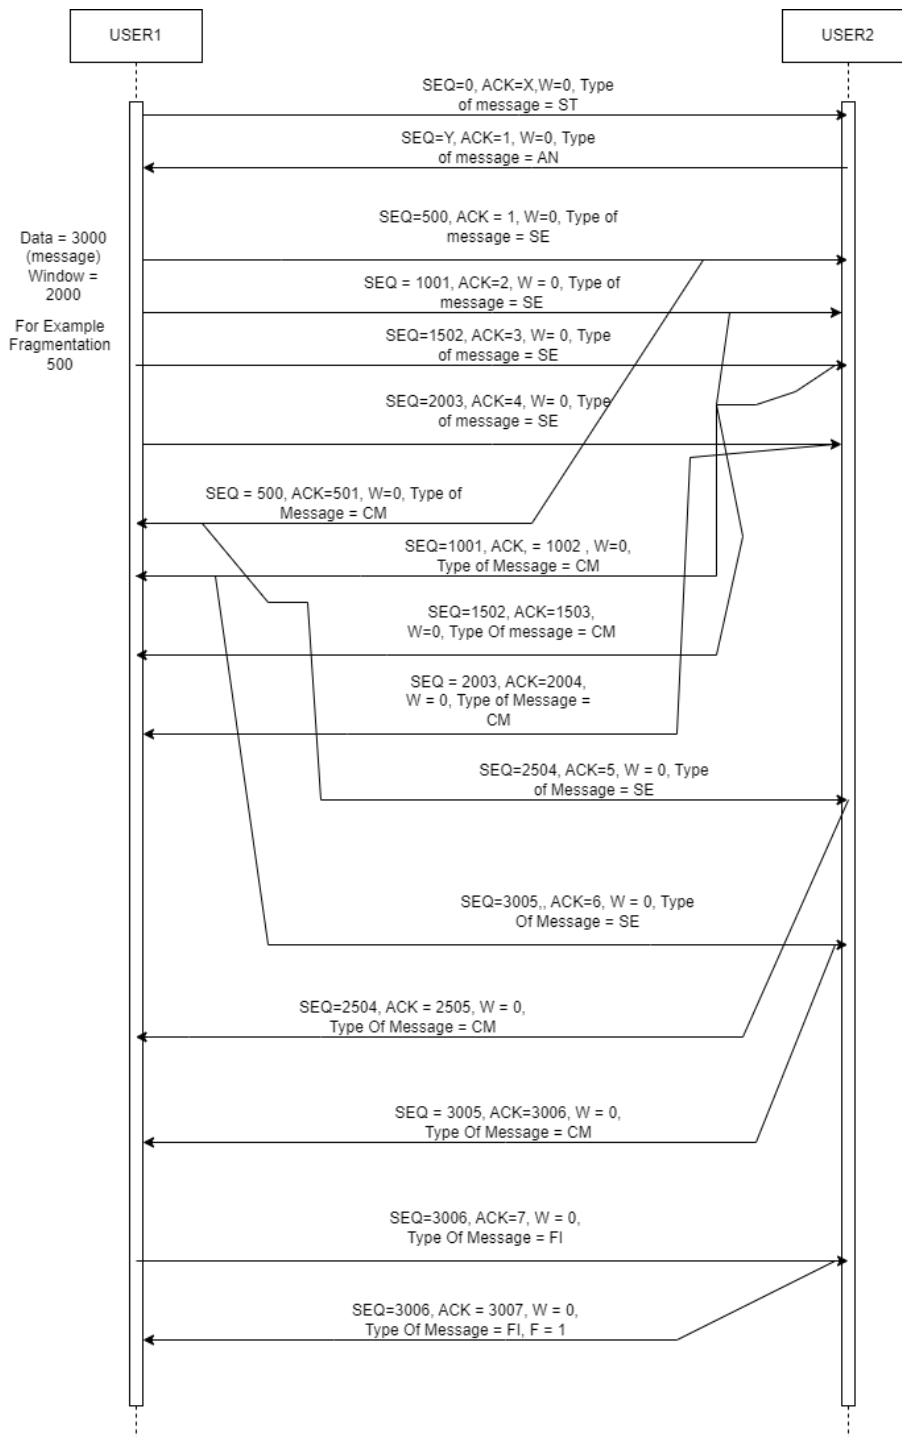 USER1
USER2
SEQ=0, ACK=X,W=0, Type
of message = ST
SEQ=Y, ACK=1, W=0, Type
of message = AN
Data = 3000
(message)
Window =
2000
For Example
Fragmentation
500
SEQ=500, ACK = 1, W=0, Type of
message = SE
SEQ = 1001, ACK=2, W = 0, Type of
message = SE
SEQ=1502, ACK=3, W= 0, Type
of message = SE
SEQ=2003, ACK=4, W= 0, Type
of message = SE
SEQ = 500, ACK=501, W=0, Type of
Message = CM
SEQ=1001, ACK, = 1002 , W=0,
Type of Message = CM
SEQ=1502, ACK=1503,
W=0, Type Of message = CM
SEQ = 2003, ACK=2004,
W = 0, Type of Message =
CM
SEQ=2504, ACK=5, W = 0, Type
of Message = SE
SEQ=3005,, ACK=6, W = 0, Type
Of Message = SE
SEQ=2504, ACK = 2505, W = 0,
Type Of Message = CM
SEQ = 3005, ACK=3006, W = 0,
Type Of Message = CM
SEQ=3006, ACK=7, W = 0,
Type Of Message = FI
SEQ=3006, ACK = 3007, W = 0,
Type Of Message = FI, F = 1